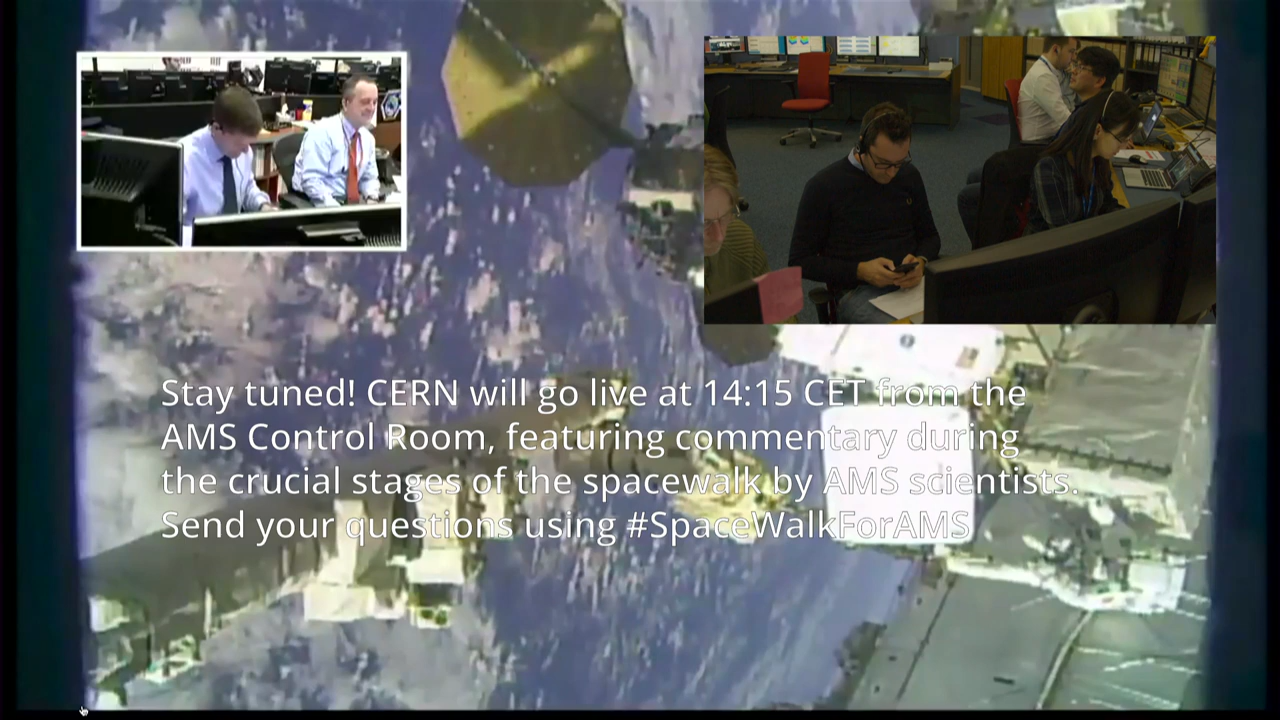 Stay tuned! CERN will go live at 14:15 CET from the
AMS Control Room, featuring commentary during
the crucial stages of the spacewalk by AMS scientists.
Send your questions using #SpaceWalkForAMS